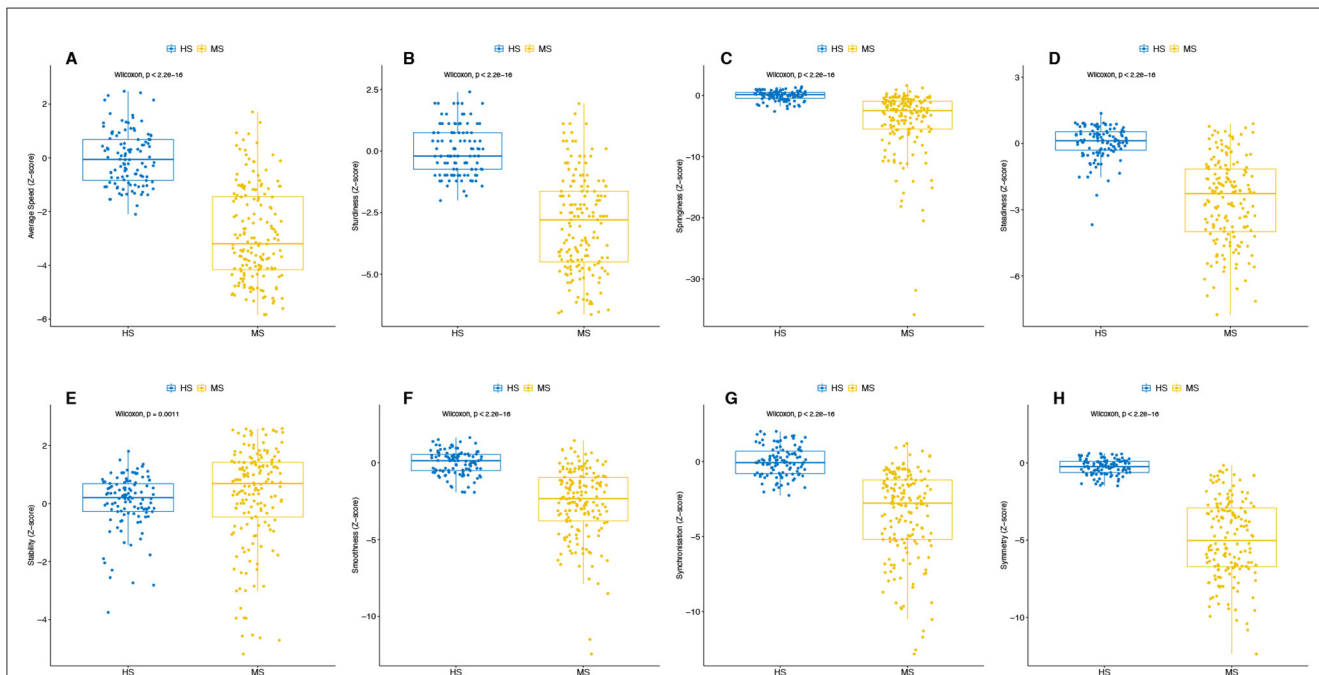 A
HS MS
Wilcoxon, p < 2.2e-16
Average Speed (Z-score)
2
0
−2
−4
−6
HS MS
B
HS MS
Wilcoxon, p < 2.2e-16
Sturdiness (Z-score)
2.5
0.0
−2.5
−5.0
HS MS
C
HS MS
Wilcoxon, p < 2.2e-16
Springiness (Z-score)
0
−10
−20
−30
HS MS
D
HS MS
Wilcoxon, p < 2.2e-16
Steadiness (Z-score)
3
0
−3
−6
HS MS
E
HS MS
Wilcoxon, p = 0.0011
Stability (Z-score)
2
0
−2
−4
HS MS
F
HS MS
Wilcoxon, p < 2.2e-16
Smoothness (Z-score)
0
−5
−10
HS MS
G
HS MS
Wilcoxon, p < 2.2e-16
Synchronisation (Z-score)
0
−5
−10
HS MS
H
HS MS
Wilcoxon, p < 2.2e-16
Symmetry (Z-score)
0
−5
−10
HS MS